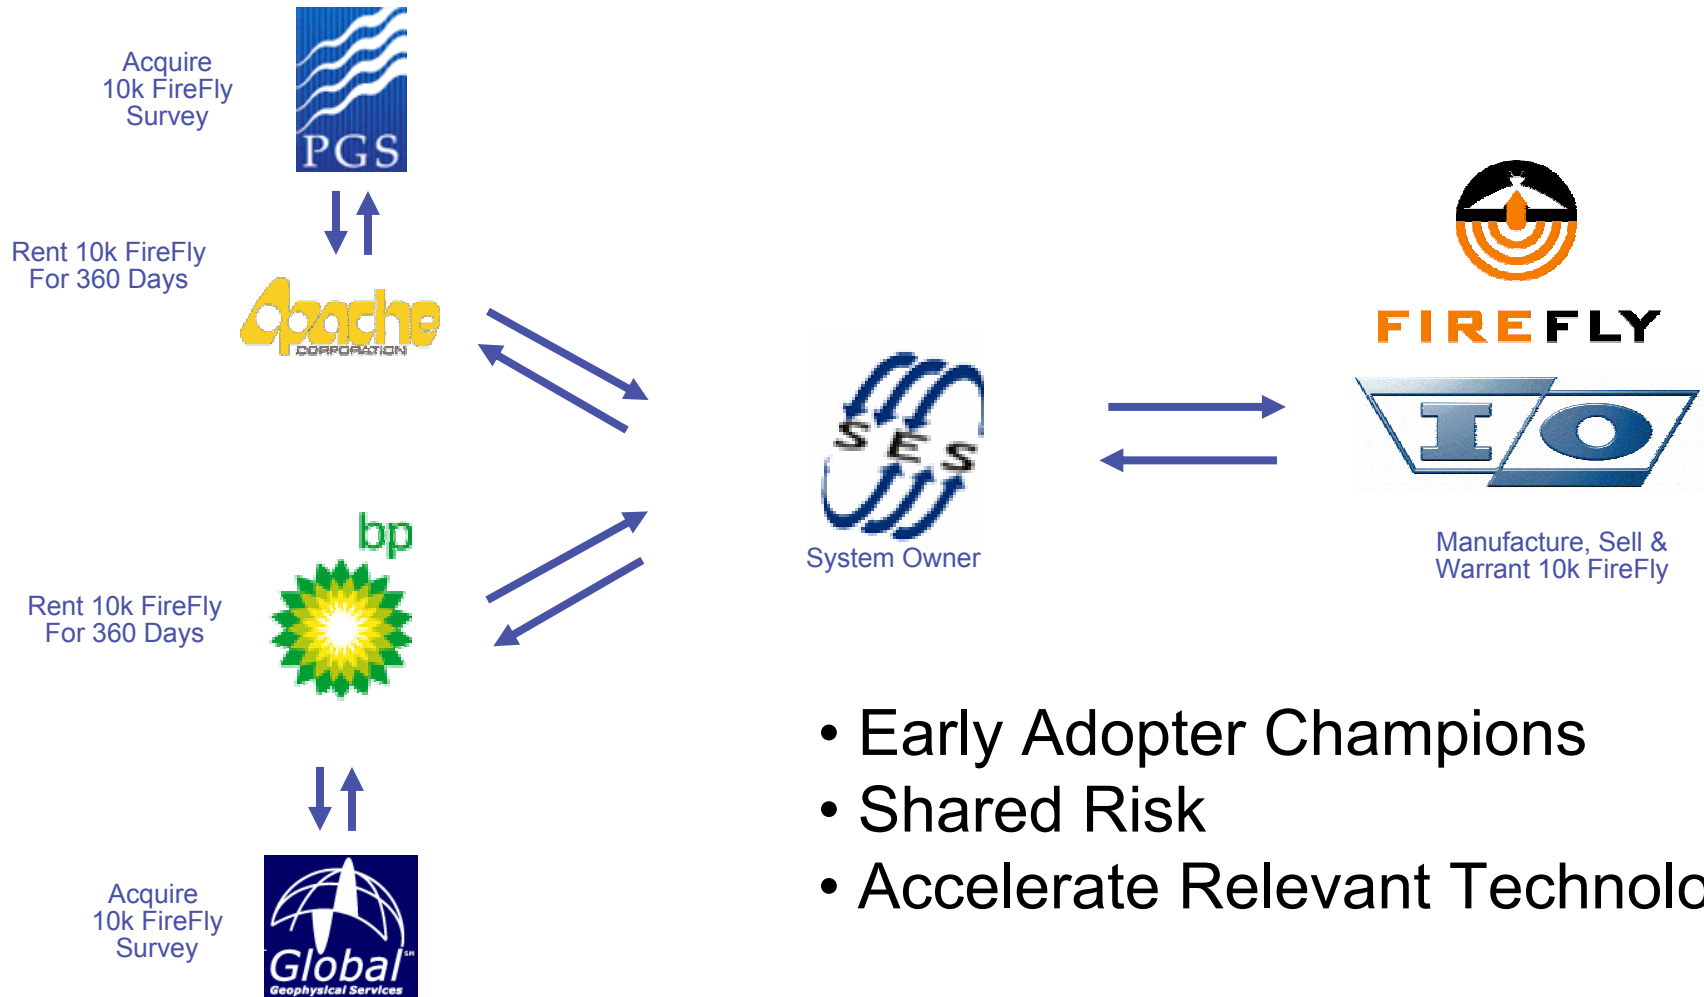 Acquire
10k FireFly
Survey
PGS
Rent 10k FireFly
For 360 Days
Apache
CORPORATION
bp
Rent 10k FireFly
For 360 Days
Acquire
10k FireFly
Survey
Global SM
Geophysical Services
SES
System Owner
FIREFLY
I/O
Manufacture, Sell &
Warrant 10k FireFly
• Early Adopter Champions
• Shared Risk
• Accelerate Relevant Technolo